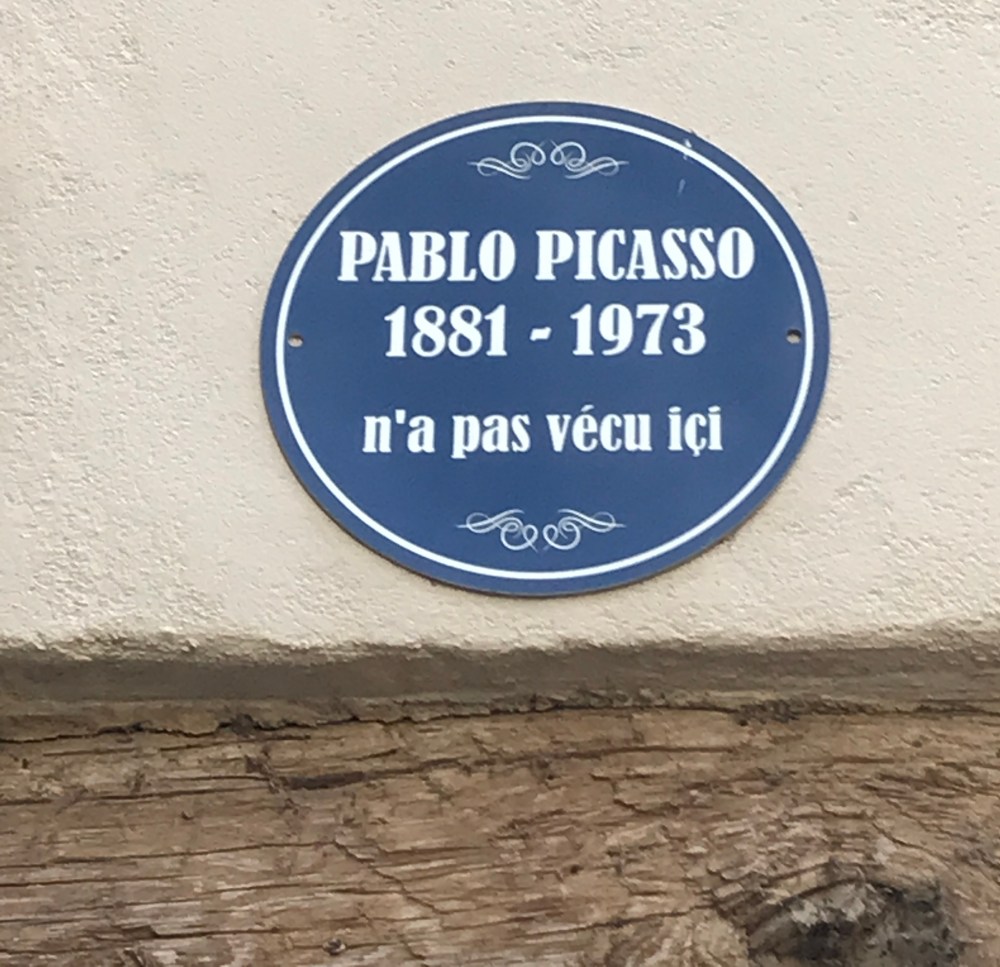 PABLO PICASSO
1881 - 1973
n'a pas vécu içi